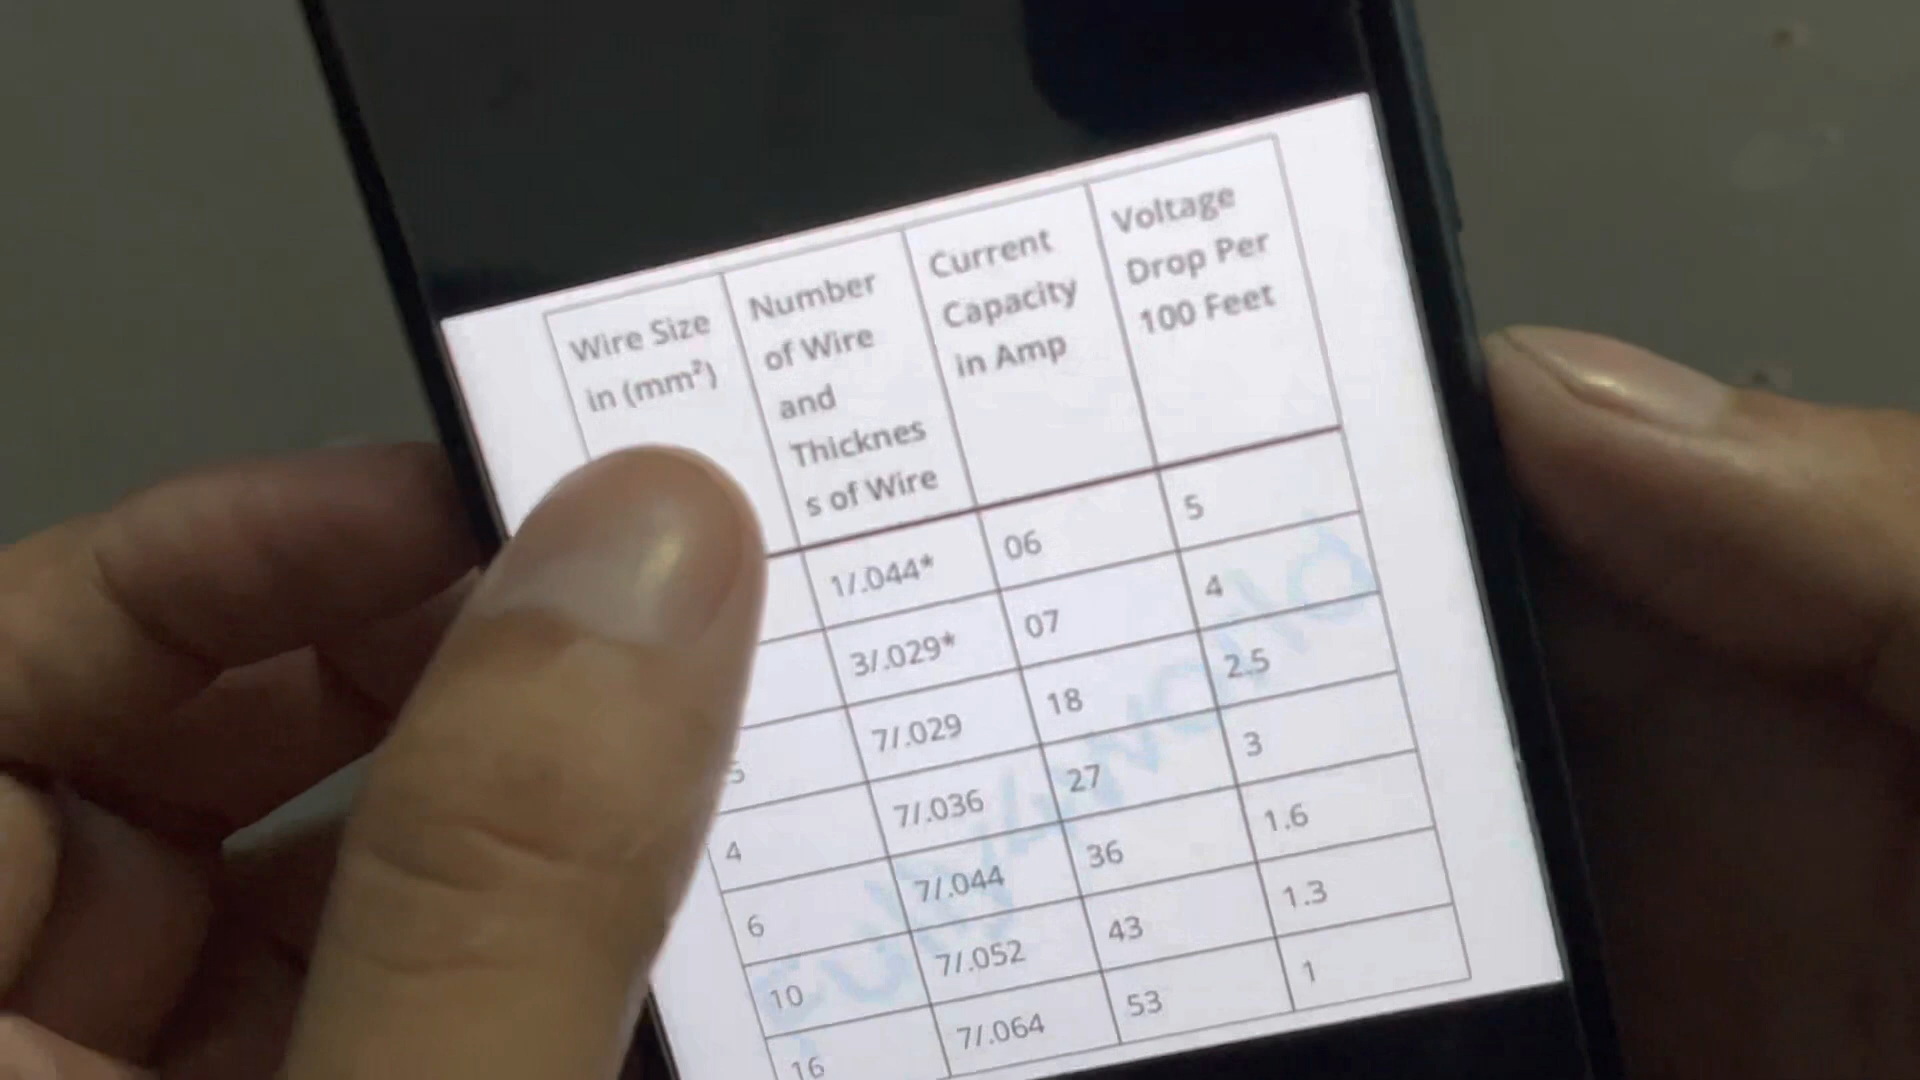 Wire Size
in (mm²)
Number
of Wire
and
Thicknes
s of Wire
Current
Capacity
in Amp
Voltage
Drop Per
100 Feet
1/.044* 06 5
3/.029* 07 4
5 7/.029 18 2.5
4 7/.036 27 3
6 7/.044 36 1.6
10 7/.052 43 1.3
16 7/.064 53 1